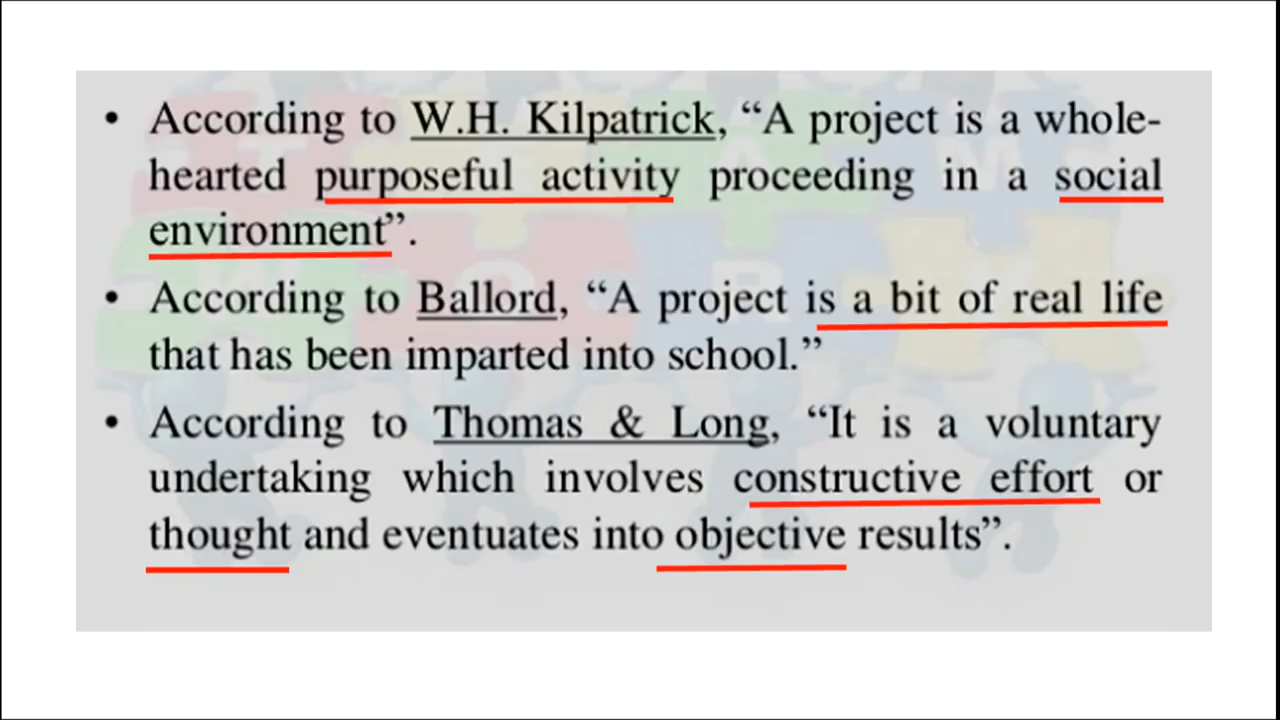 • According to W.H. Kilpatrick, “A project is a whole-
hearted purposeful activity proceeding in a social
environment”.
• According to Ballord, “A project is a bit of real life
that has been imparted into school.”
• According to Thomas & Long, “It is a voluntary
undertaking which involves constructive effort or
thought and eventuates into objective results”.